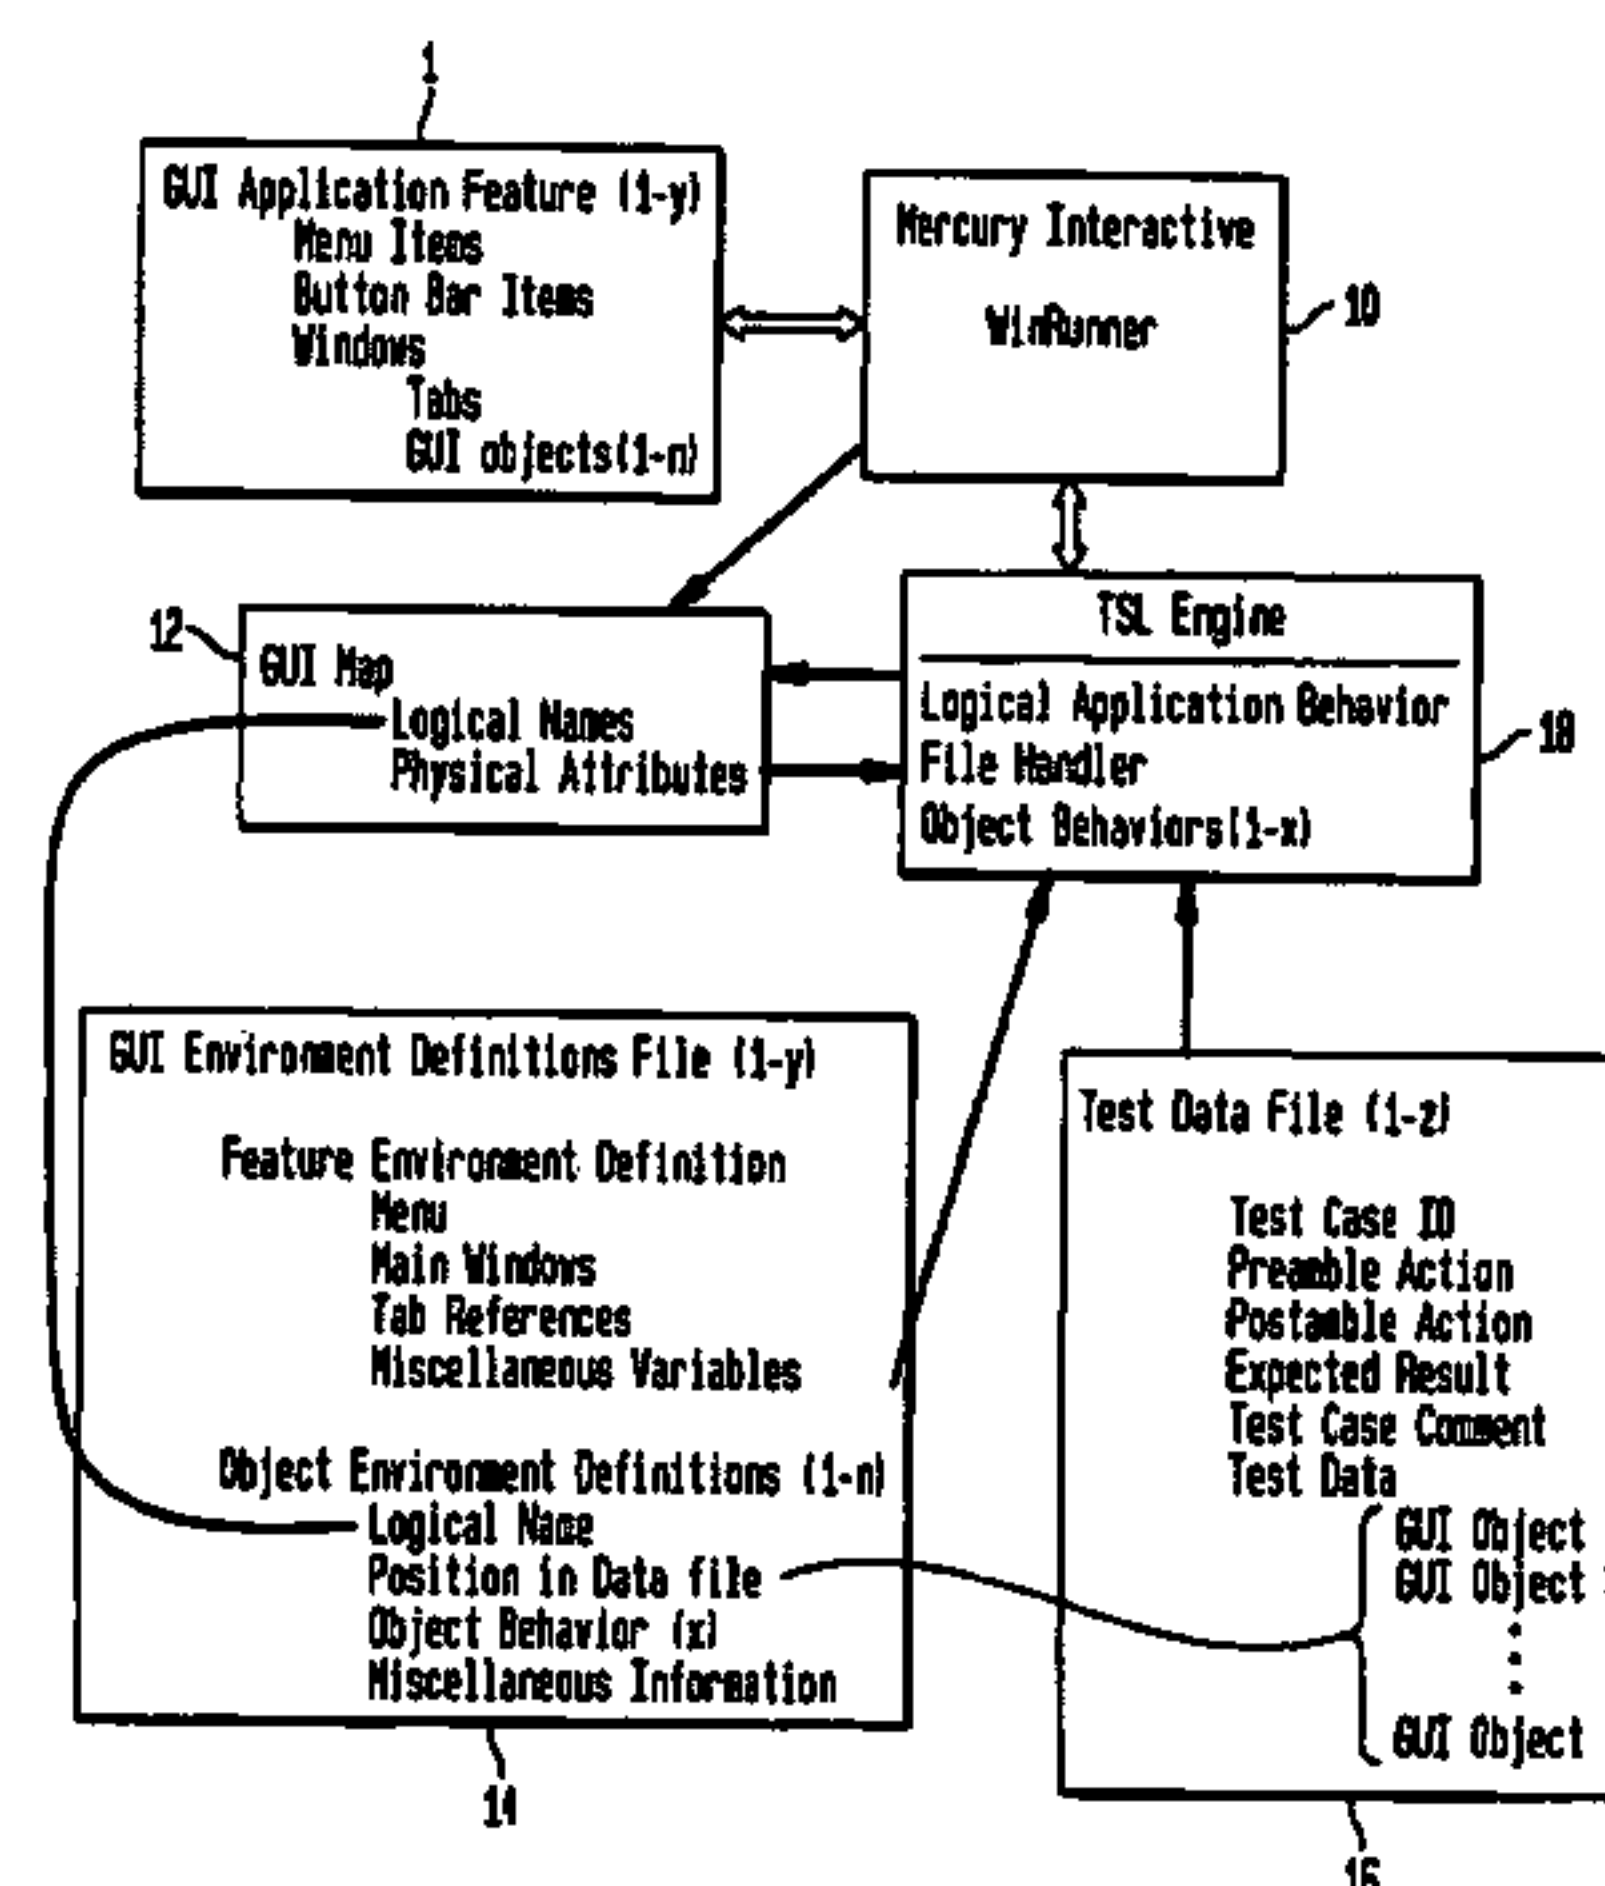 1
GUI Application Feature (1-y)
Menu Items
Button Bar Items
Windows
Tabs
GUI objects(1-n)
Mercury Interactive
WinRunner
10
12
GUI Map
Logical Names
Physical Attributes
TSL Engine
Logical Application Behavior
File Handler
Object Behaviors(1-x)
18
GUI Environment Definitions File (1-y)
Feature Environment Definition
Menu
Main Windows
Tab References
Miscellaneous Variables
Object Environment Definitions (1-n)
Logical Name
Position in Data file
Object Behavior (x)
Miscellaneous Information
14
Test Data File (1-z)
Test Case ID
Preamble Action
Postamble Action
Expected Result
Test Case Comment
Test Data
GUI Object
GUI Object
GUI Object
16